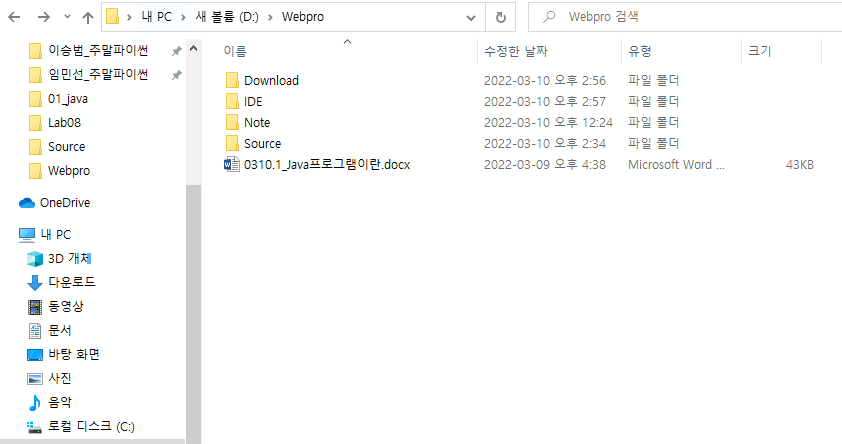 내 PC > 새 볼륨 (D:) > Webpro
Webpro 검색
이승범_주말파이썬
임민선_주말파이썬
01_java
Lab08
Source
Webpro
OneDrive
내 PC
3D 개체
다운로드
동영상
문서
바탕 화면
사진
음악
로컬 디스크 (C:)
이름 수정한 날짜 유형 크기
Download 2022-03-10 오후 2:56 파일 폴더
IDE 2022-03-10 오후 2:57 파일 폴더
Note 2022-03-10 오후 12:24 파일 폴더
Source 2022-03-10 오후 2:34 파일 폴더
0310.1_Java프로그램이란.docx 2022-03-09 오후 4:38 Microsoft Word ... 43KB